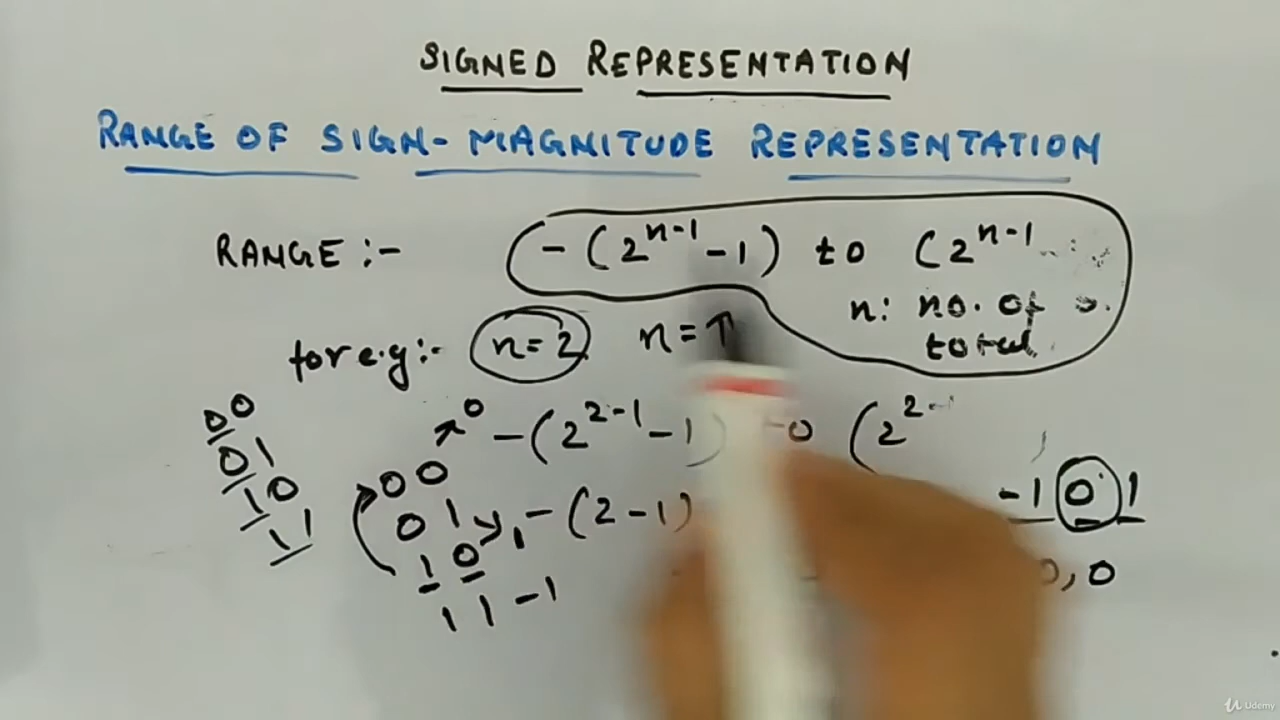 SIGNED REPRESENTATION
RANGE OF SIGN-MAGNITUDE REPRESENTATION
RANGE :- -(2^{n-1} -1) to (2^{n-1}
n: no. of
total
for e.g :- n=2 n=↑
00 ↗0 -(2^{2-1} -1) (2^{2-
01 00 -1 0 1
10 01 ↘1 -(2-1)
11 10 0, 0
11 -1
Udemy